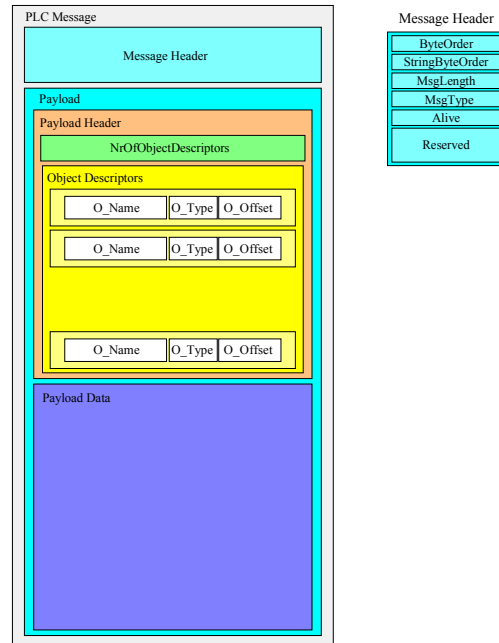 PLC Message
Message Header
Payload
Payload Header
NrOfObjectDescriptors
Object Descriptors
O_Name O_Type O_Offset
O_Name O_Type O_Offset
O_Name O_Type O_Offset
Payload Data
Message Header
ByteOrder
StringByteOrder
MsgLength
MsgType
Alive
Reserved